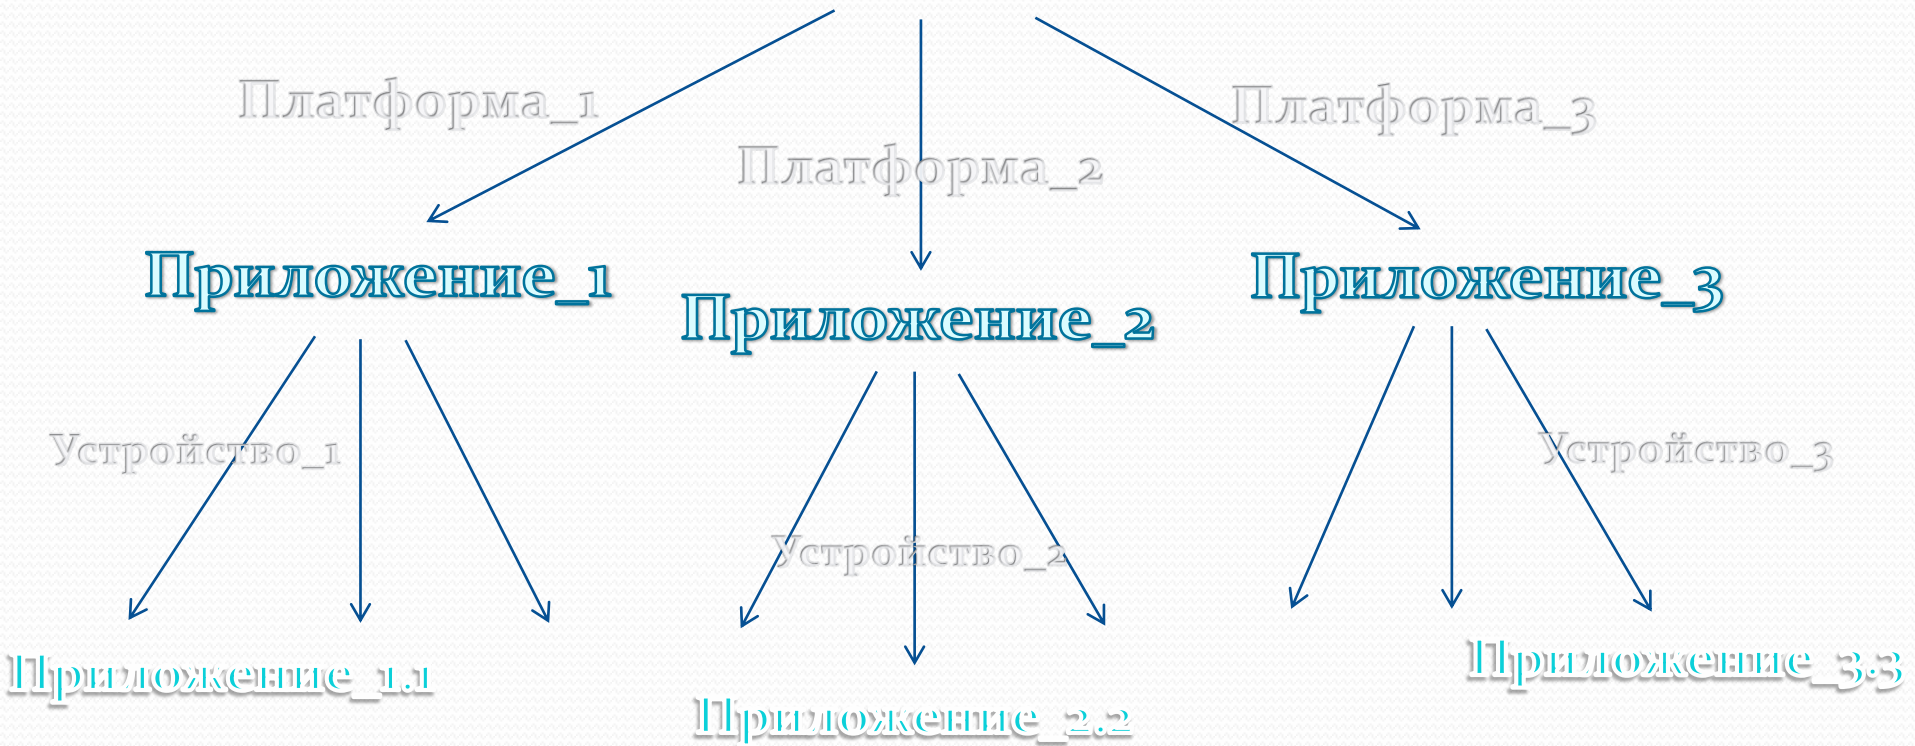 Платформа_1
Платформа_3
Платформа_2
Приложение_1
Приложение_3
Приложение_2
Устройство_1
Устройство_3
Устройство_2
Приложение_1.1
Приложение_3.3
Приложение_2.2